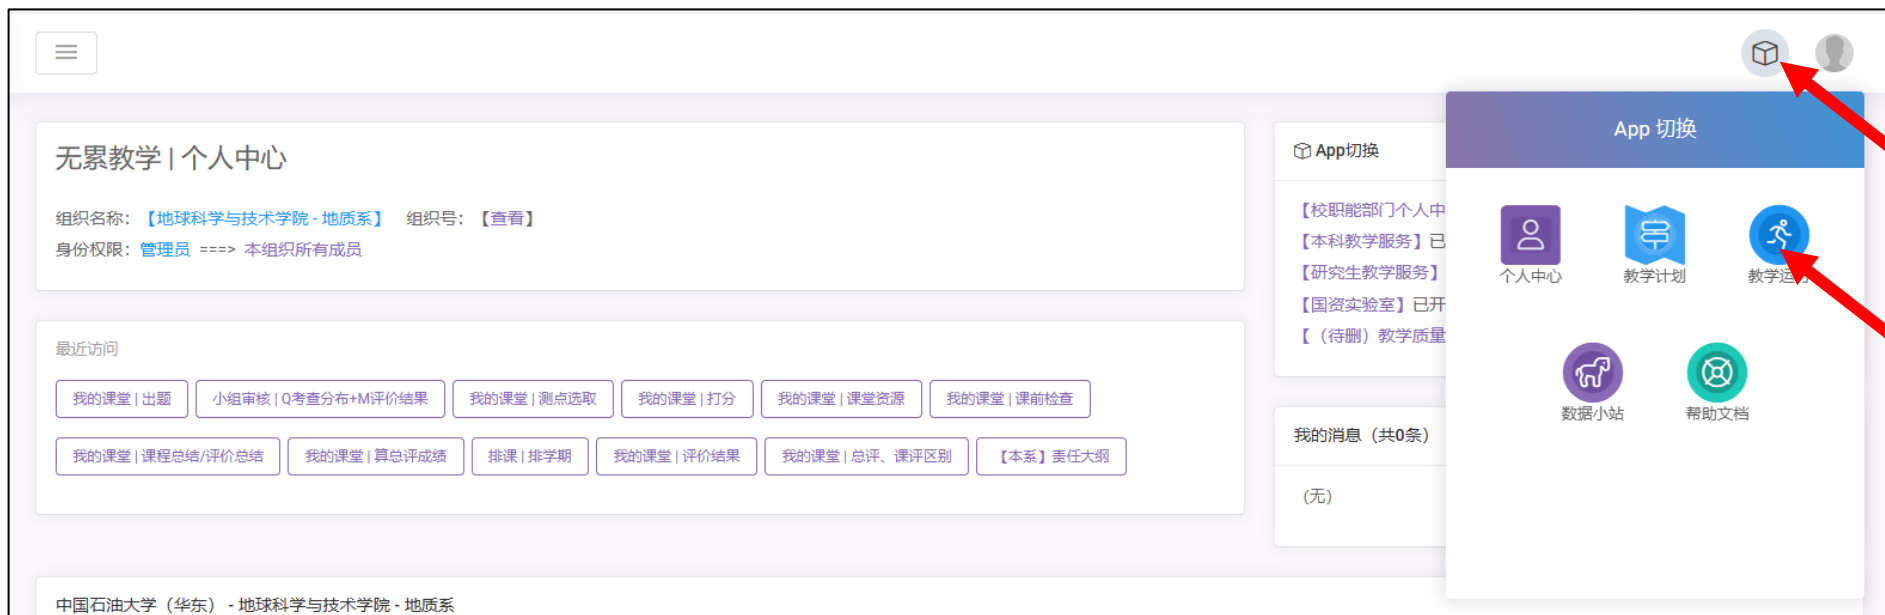 无累教学 | 个人中心
组织名称：【地球科学与技术学院 - 地质系】 组织号：【查看】
身份权限：管理员 ===> 本组织所有成员
最近访问
我的课堂 | 出题
小组审核 | Q考查分布+M评价结果
我的课堂 | 测点选取
我的课堂 | 打分
我的课堂 | 课堂资源
我的课堂 | 课前检查
我的课堂 | 课程总结/评价总结
我的课堂 | 算总评成绩
排课 | 排学期
我的课堂 | 评价结果
我的课堂 | 总评、课评区别
【本系】责任大纲
中国石油大学（华东） - 地球科学与技术学院 - 地质系
App切换
【校职能部门个人中
【本科教学服务】已
【研究生教学服务】
【国资实验室】已开
【（待删）教学质量
我的消息（共0条）
（无）
App 切换
个人中心
教学计划
教学运
数据小站
帮助文档